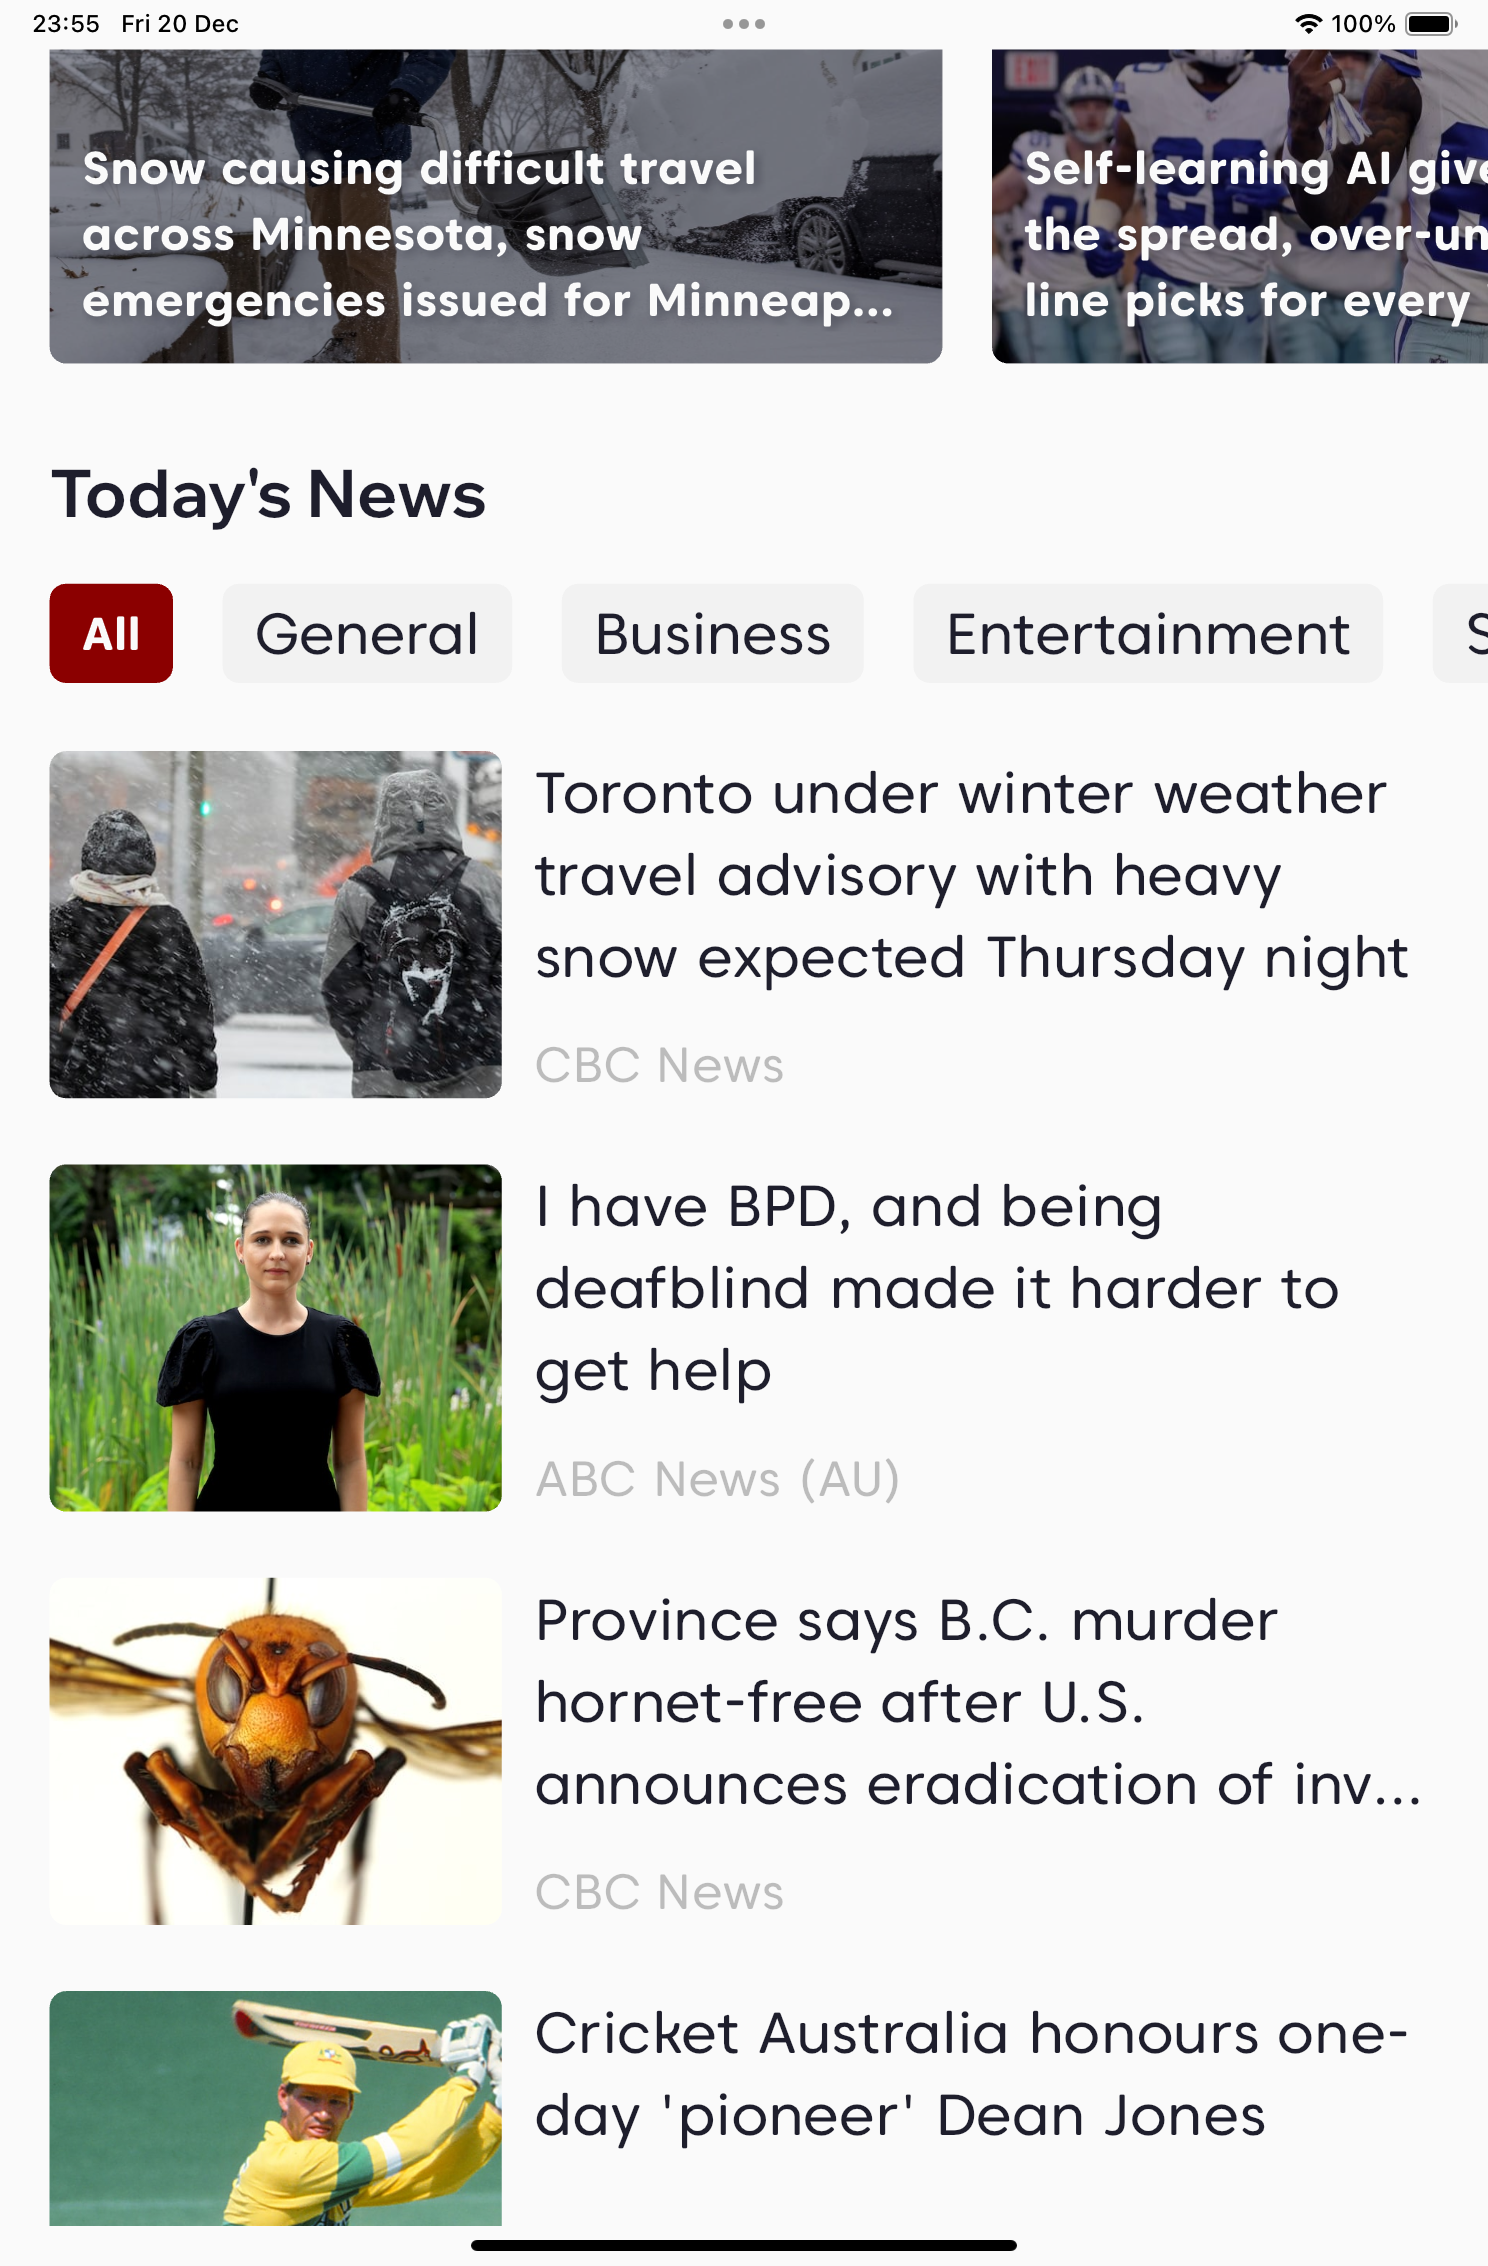 23:55 Fri 20 Dec
100%
Snow causing difficult travel
across Minnesota, snow
emergencies issued for Minneap...
EXIT
Self-learning AI give
the spread, over-un
line picks for every
Today's News
All
General
Business
Entertainment
S
Toronto under winter weather
travel advisory with heavy
snow expected Thursday night
CBC News
I have BPD, and being
deafblind made it harder to
get help
ABC News (AU)
Province says B.C. murder
hornet-free after U.S.
announces eradication of inv...
CBC News
Cricket Australia honours one-
day 'pioneer' Dean Jones